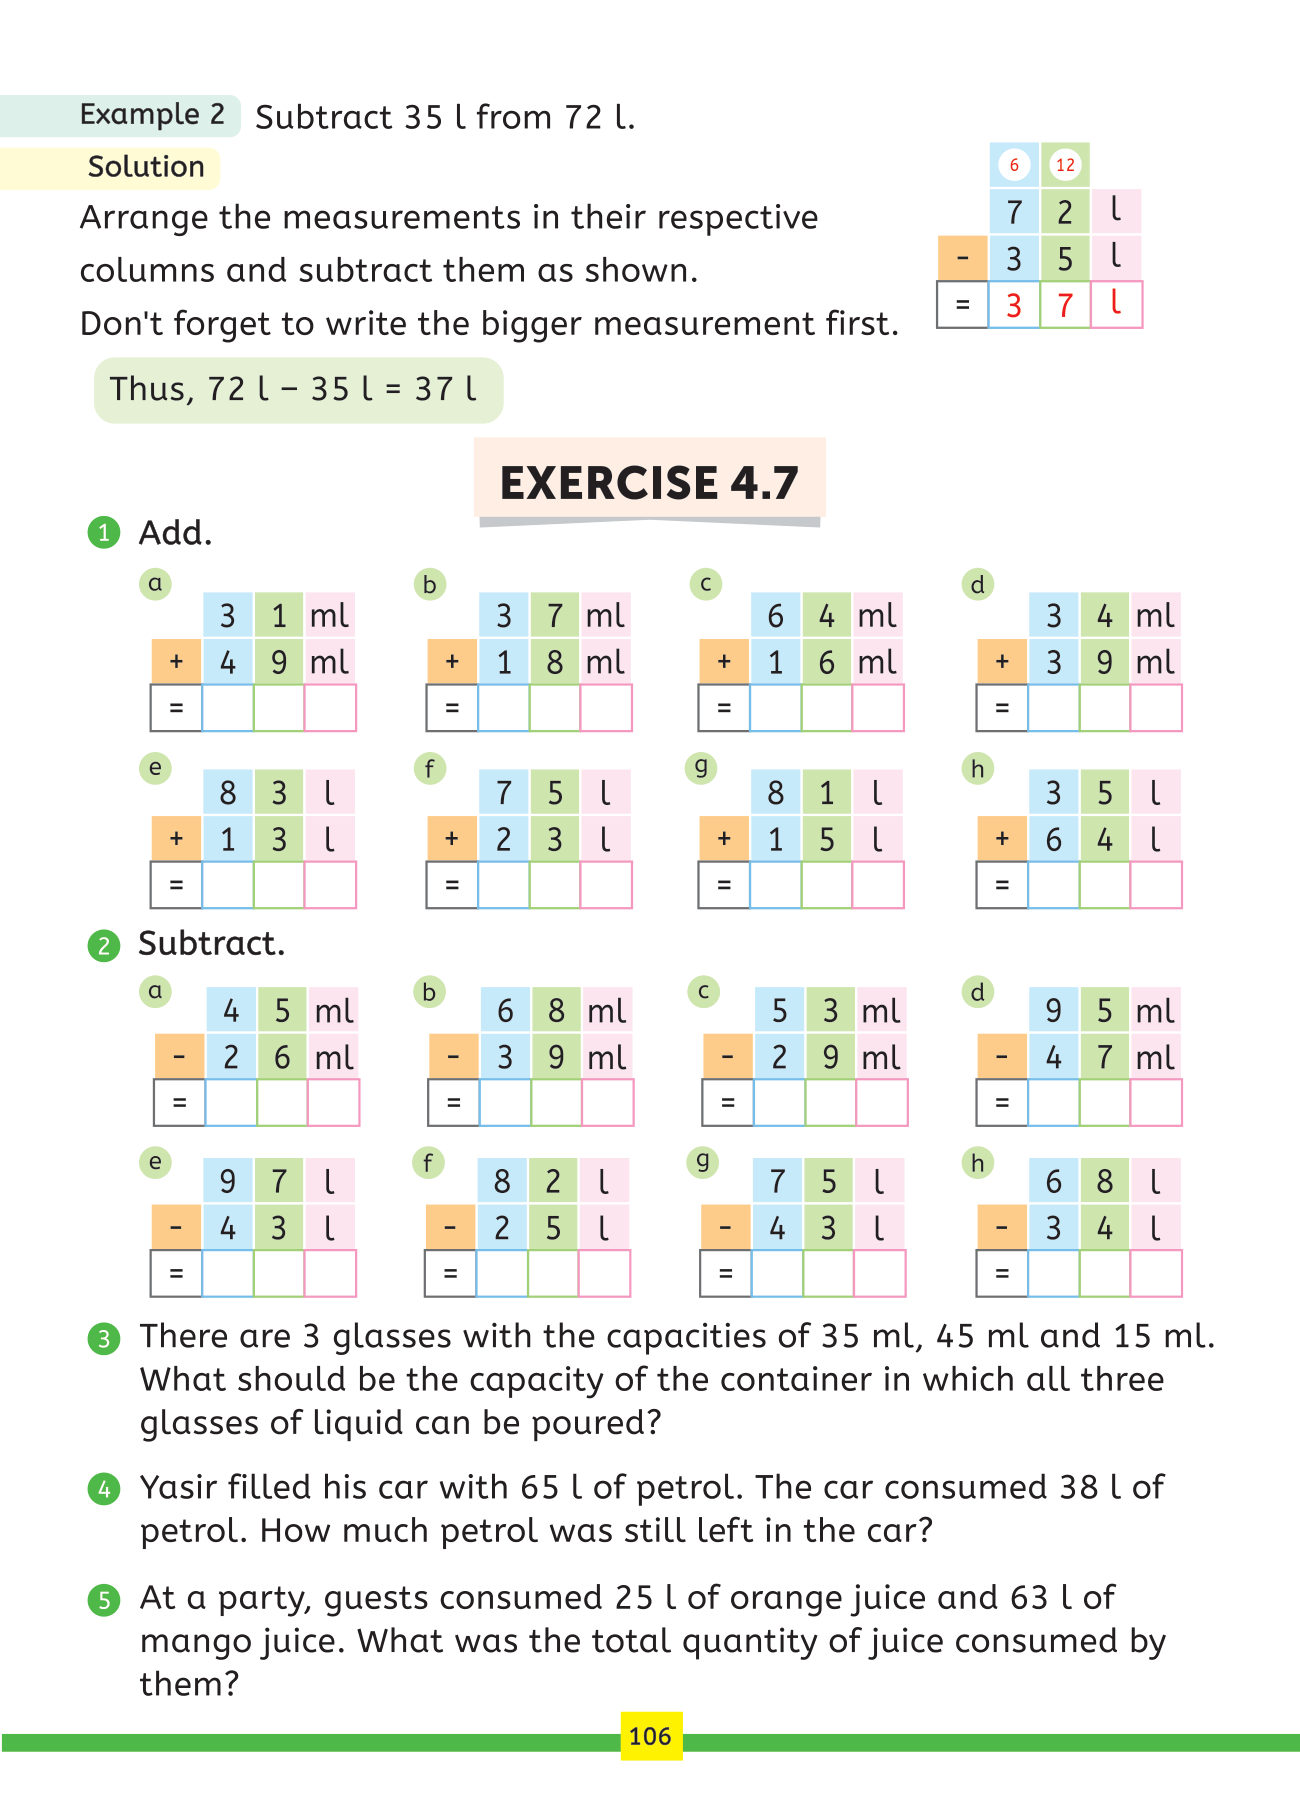 Example 2 Subtract 35 l from 72 l.
Solution
6 12
Arrange the measurements in their respective
7 2 l
columns and subtract them as shown.
- 3 5 l
= 3 7 l
Don't forget to write the bigger measurement first.
Thus, 72 l – 35 l = 37 l
EXERCISE 4.7
1 Add.
a b c d
3 1 ml 3 7 ml 6 4 ml 3 4 ml
+ 4 9 ml + 1 8 ml + 1 6 ml + 3 9 ml
= = = =
e f g h
8 3 l 7 5 l 8 1 l 3 5 l
+ 1 3 l + 2 3 l + 1 5 l + 6 4 l
= = = =
2 Subtract.
a b c d
4 5 ml 6 8 ml 5 3 ml 9 5 ml
- 2 6 ml - 3 9 ml - 2 9 ml - 4 7 ml
= = = =
e f g h
9 7 l 8 2 l 7 5 l 6 8 l
- 4 3 l - 2 5 l - 4 3 l - 3 4 l
= = = =
3 There are 3 glasses with the capacities of 35 ml, 45 ml and 15 ml.
What should be the capacity of the container in which all three
glasses of liquid can be poured?
4 Yasir filled his car with 65 l of petrol. The car consumed 38 l of
petrol. How much petrol was still left in the car?
5 At a party, guests consumed 25 l of orange juice and 63 l of
mango juice. What was the total quantity of juice consumed by
them?
106